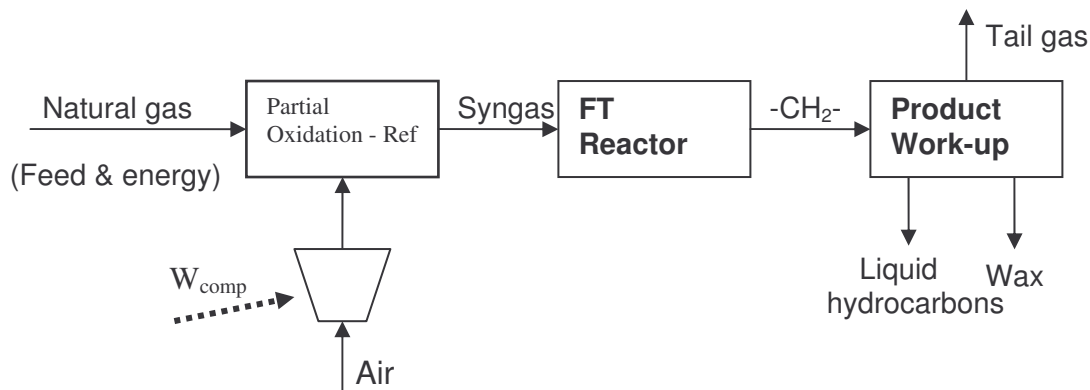 Tail gas
Natural gas
(Feed & energy)
Partial
Oxidation - Ref
Syngas
FT
Reactor
-CH₂-
Product
Work-up
W_comp
Air
Liquid
hydrocarbons
Wax